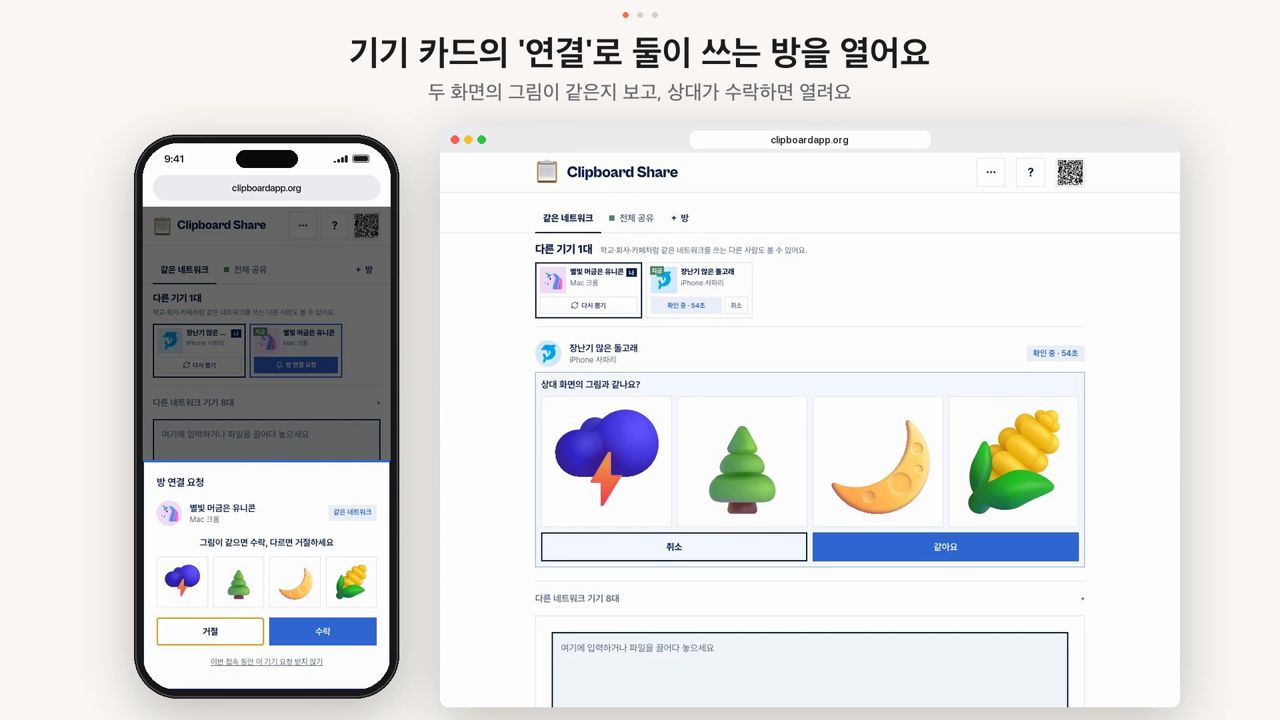 기기 카드의 '연결'로 둘이 쓰는 방을 열어요
두 화면의 그림이 같은지 보고, 상대가 수락하면 열려요
9:41
clipboardapp.org
Clipboard Share
···
?
같은 네트워크
전체 공유
+ 방
다른 기기 1대
학교·회사·카페처럼 같은 네트워크를 쓰는 다른 사람도 볼 수 있어요.
장난기 많은 ...
나
iPhone 사파리
다시 뽑기
지금
별빛 머금은 유니콘
Mac 크롬
방 연결 요청
다른 네트워크 기기 8대
여기에 입력하거나 파일을 끌어다 놓으세요
방 연결 요청
별빛 머금은 유니콘
Mac 크롬
같은 네트워크
그림이 같으면 수락, 다르면 거절하세요
거절
수락
이번 접속 동안 이 기기 요청 받지 않기
clipboardapp.org
Clipboard Share
···
?
같은 네트워크
전체 공유
+ 방
다른 기기 1대
학교·회사·카페처럼 같은 네트워크를 쓰는 다른 사람도 볼 수 있어요.
별빛 머금은 유니콘
나
Mac 크롬
다시 뽑기
지금
장난기 많은 돌고래
iPhone 사파리
확인 중 · 54초
취소
장난기 많은 돌고래
iPhone 사파리
확인 중 · 54초
상대 화면의 그림과 같나요?
취소
같아요
다른 네트워크 기기 8대
여기에 입력하거나 파일을 끌어다 놓으세요